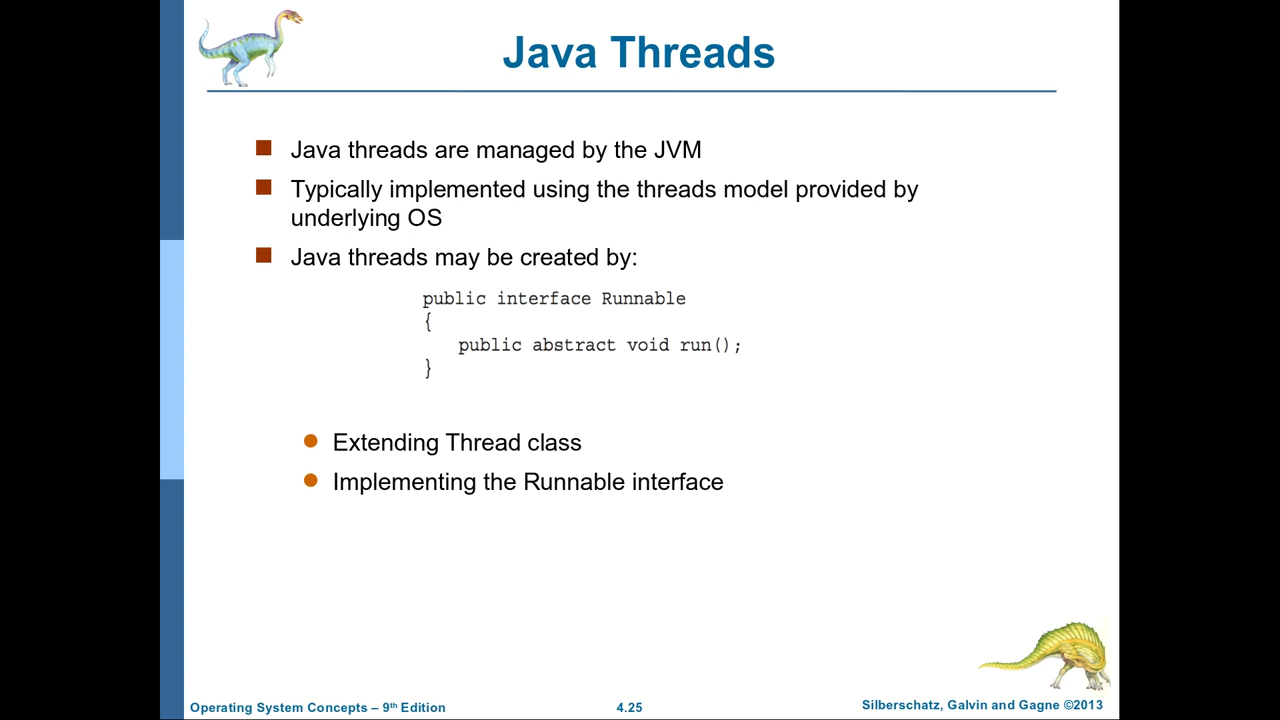 Java Threads
Java threads are managed by the JVM
Typically implemented using the threads model provided by
underlying OS
Java threads may be created by:
public interface Runnable
{
public abstract void run();
}
Extending Thread class
Implementing the Runnable interface
Operating System Concepts – 9th Edition
4.25
Silberschatz, Galvin and Gagne ©2013